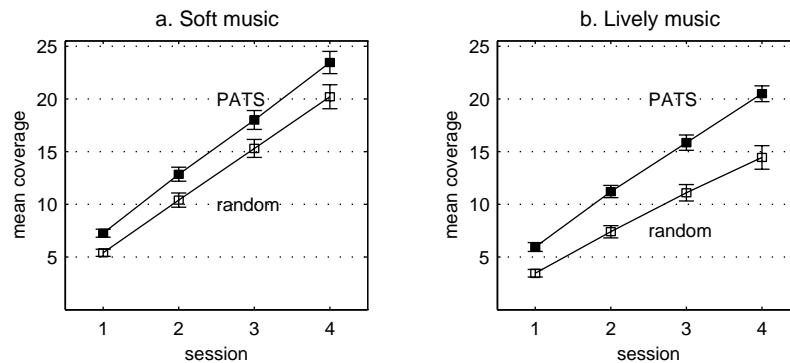 a. Soft music
25
20
15
10
5
mean coverage
PATS
random
1 2 3 4
session
b. Lively music
25
20
15
10
5
mean coverage
PATS
random
1 2 3 4
session